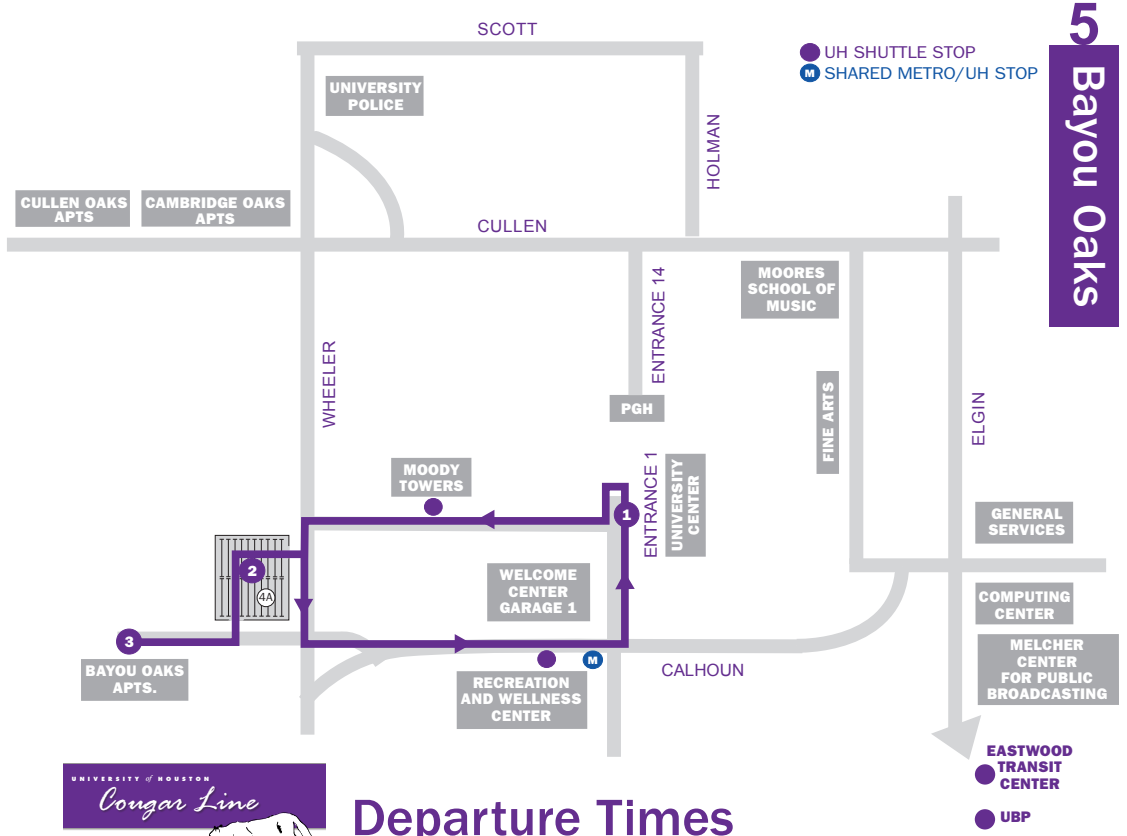 5
Bayou Oaks
UH SHUTTLE STOP
M
SHARED METRO/UH STOP
SCOTT
UNIVERSITY
POLICE
HOLMAN
CULLEN OAKS
APTS
CAMBRIDGE OAKS
APTS
CULLEN
MOORES
SCHOOL OF
MUSIC
ENTRANCE 14
WHEELER
PGH
FINE ARTS
ELGIN
MOODY
TOWERS
1
ENTRANCE 1
UNIVERSITY
CENTER
GENERAL
SERVICES
2
4A
WELCOME
CENTER
GARAGE 1
COMPUTING
CENTER
3
BAYOU OAKS
APTS.
M
RECREATION
AND WELLNESS
CENTER
CALHOUN
MELCHER
CENTER
FOR PUBLIC
BROADCASTING
EASTWOOD
TRANSIT
CENTER
UBP
UNIVERSITY of HOUSTON
Cougar Line
Departure Times